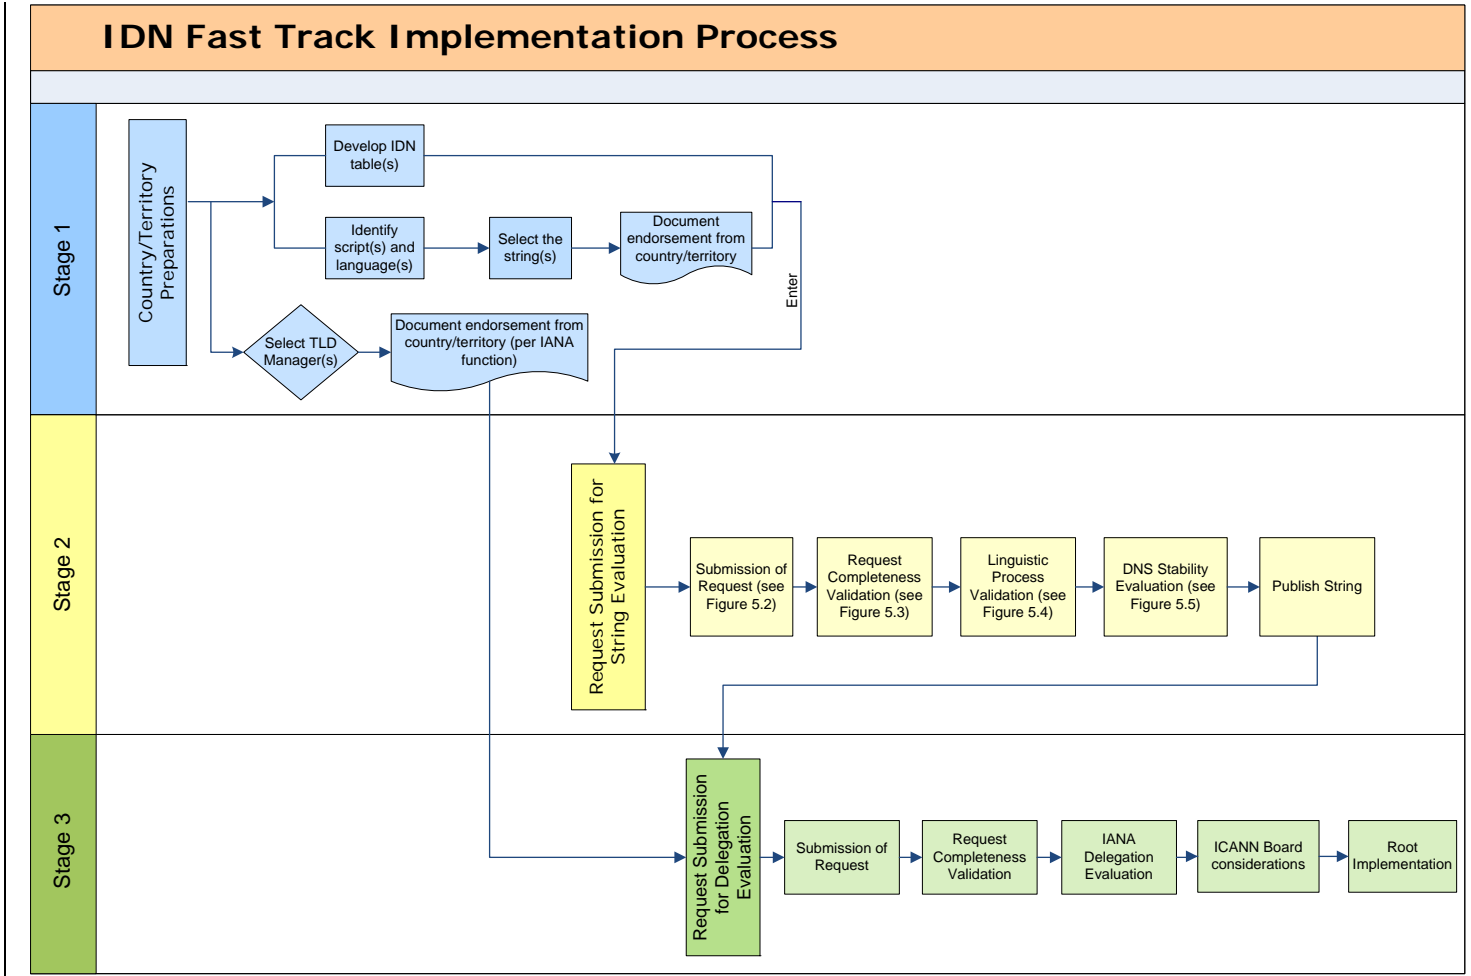 IDN Fast Track Implementation Process
Stage 1
Country/Territory
Preparations
Develop IDN
table(s)
Identify
script(s) and
language(s)
Select the
string(s)
Document
endorsement from
country/territory
Enter
Select TLD
Manager(s)
Document endorsement from
country/territory (per IANA
function)
Stage 2
Request Submission for
String Evaluation
Submission of
Request (see
Figure 5.2)
Request
Completeness
Validation (see
Figure 5.3)
Linguistic
Process
Validation (see
Figure 5.4)
DNS Stability
Evaluation (see
Figure 5.5)
Publish String
Stage 3
Request Submission
for Delegation
Evaluation
Submission of
Request
Request
Completeness
Validation
IANA
Delegation
Evaluation
ICANN Board
considerations
Root
Implementation